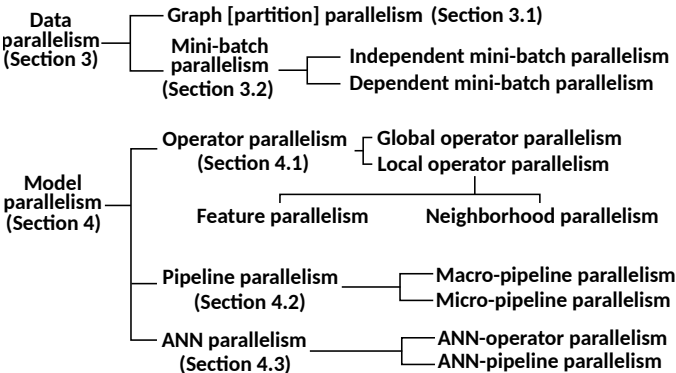 Data
parallelism
(Section 3)
Graph [partition] parallelism (Section 3.1)
Mini-batch
parallelism
(Section 3.2)
Independent mini-batch parallelism
Dependent mini-batch parallelism
Model
parallelism
(Section 4)
Operator parallelism
(Section 4.1)
Global operator parallelism
Local operator parallelism
Feature parallelism
Neighborhood parallelism
Pipeline parallelism
(Section 4.2)
Macro-pipeline parallelism
Micro-pipeline parallelism
ANN parallelism
(Section 4.3)
ANN-operator parallelism
ANN-pipeline parallelism